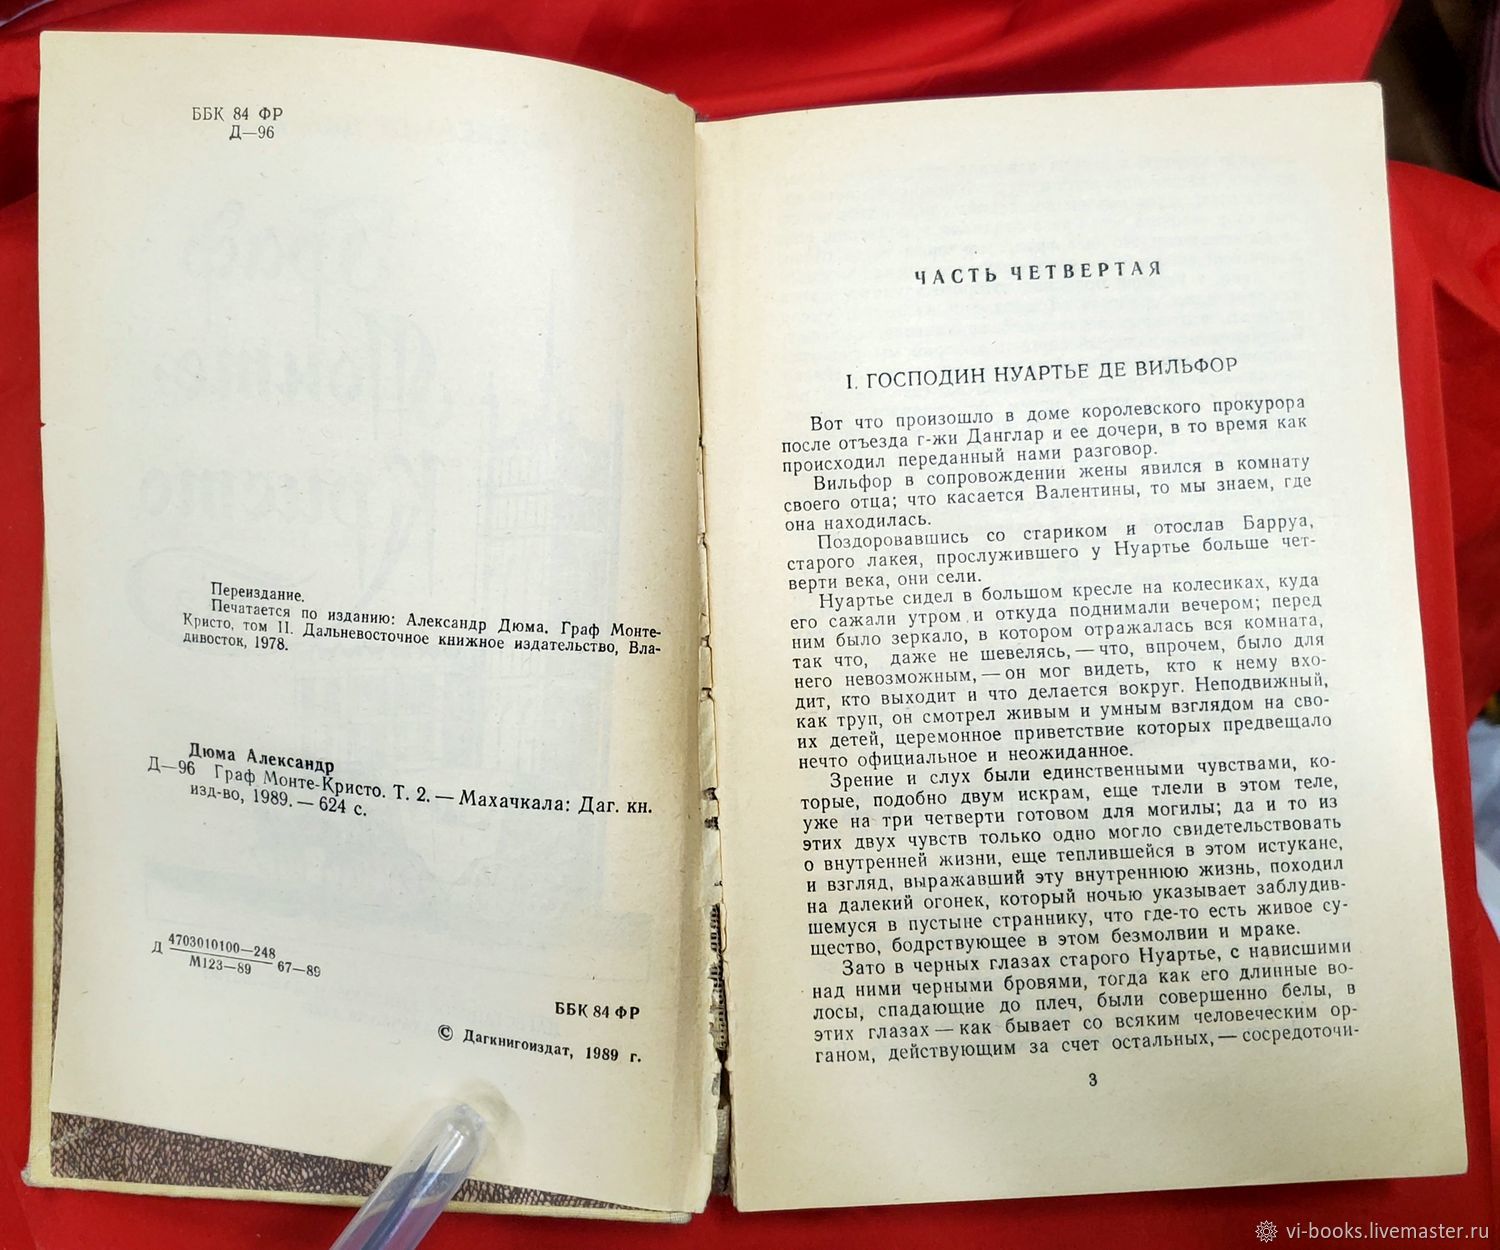 ББК 84 ФР
Д—96
Переиздание.
Печатается по изданию: Александр Дюма. Граф Монте-
Кристо, том II. Дальневосточное книжное издательство, Вла-
дивосток, 1978.
Дюма Александр
Д—96 Граф Монте-Кристо. Т. 2. — Махачкала: Даг. кн.
изд-во, 1989. — 624 с.
Д 4703010100—248
М123—89 67—89
ББК 84 ФР
© Дагкнигоиздат, 1989 г.
ЧАСТЬ ЧЕТВЕРТАЯ
I. ГОСПОДИН НУАРТЬЕ ДЕ ВИЛЬФОР
Вот что произошло в доме королевского прокурора
после отъезда г-жи Данглар и ее дочери, в то время как
происходил переданный нами разговор.
Вильфор в сопровождении жены явился в комнату
своего отца; что касается Валентины, то мы знаем, где
она находилась.
Поздоровавшись со стариком и отослав Барруа,
старого лакея, прослужившего у Нуартье больше чет-
верти века, они сели.
Нуартье сидел в большом кресле на колесиках, куда
его сажали утром и откуда поднимали вечером; перед
ним было зеркало, в котором отражалась вся комната,
так что, даже не шевелясь, — что, впрочем, было для
него невозможным, — он мог видеть, кто к нему вхо-
дит, кто выходит и что делается вокруг. Неподвижный,
как труп, он смотрел живым и умным взглядом на сво-
их детей, церемонное приветствие которых предвещало
нечто официальное и неожиданное.
Зрение и слух были единственными чувствами, ко-
торые, подобно двум искрам, еще тлели в этом теле,
уже на три четверти готовом для могилы; да и то из
этих двух чувств только одно могло свидетельствовать
о внутренней жизни, еще теплившейся в этом истукане,
и взгляд, выражавший эту внутреннюю жизнь, походил
на далекий огонек, который ночью указывает заблудив-
шемуся в пустыне страннику, что где-то есть живое су-
щество, бодрствующее в этом безмолвии и мраке.
Зато в черных глазах старого Нуартье, с нависшими
над ними черными бровями, тогда как его длинные во-
лосы, спадающие до плеч, были совершенно белы, в
этих глазах — как бывает со всяким человеческим ор-
ганом, действующим за счет остальных, — сосредоточи-
3
vi-books.livemaster.ru